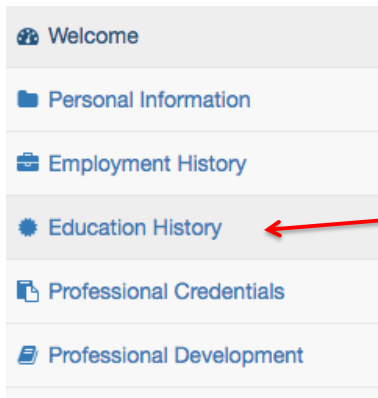 Welcome
Personal Information
Employment History
Education History
Professional Credentials
Professional Development